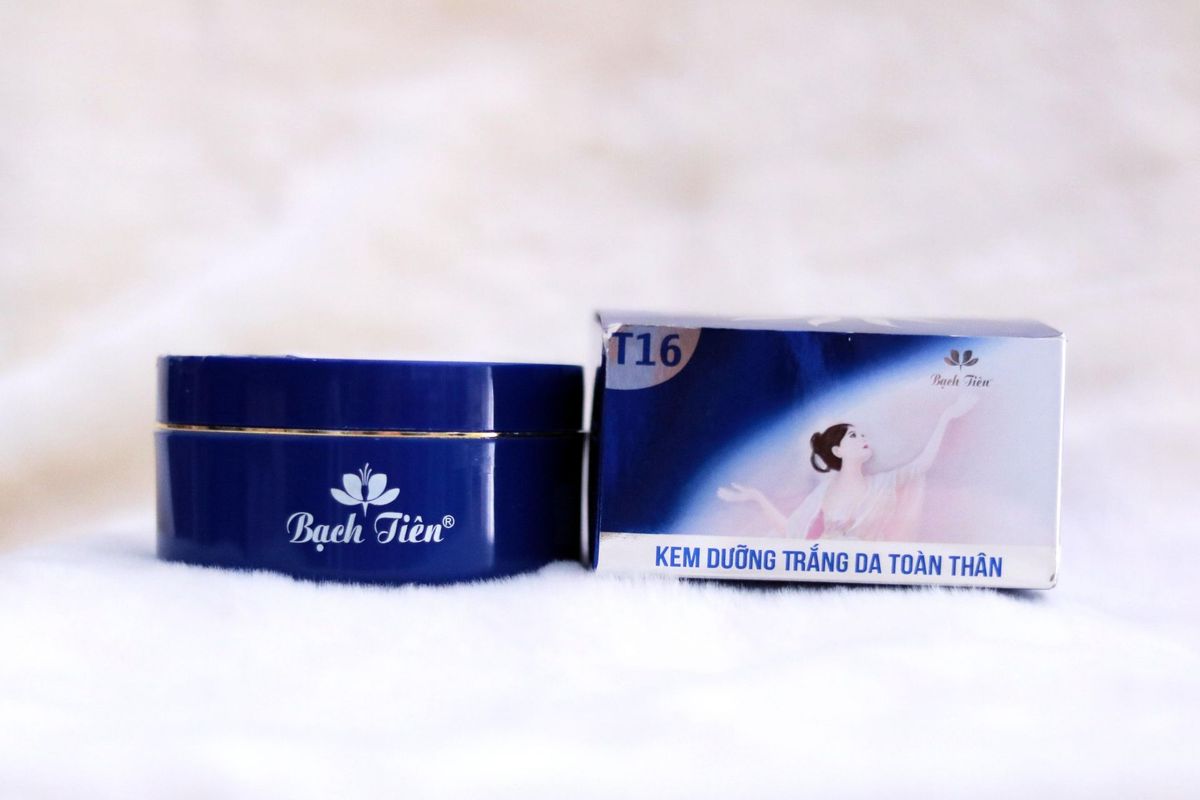 Bạch Tiên®
T16
Bạch Tiên
KEM DƯỠNG TRẮNG DA TOÀN THÂN